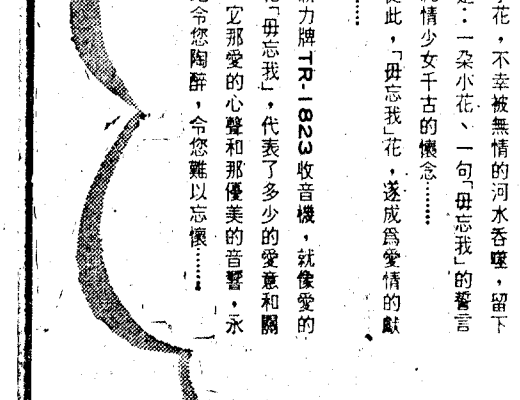 花，不幸被無情的河水吞噬，留下
︰一朶小花、一句「毋忘我」的誓言
情少女千古的懷念………
此，「毋忘我」花，遂成爲愛情的獻
……
力牌TR-1823收音機，就像愛的
「毋忘我」，代表了多少的愛意和關
它那愛的心聲和那優美的音響，永
令您陶醉，令您難以忘懷………